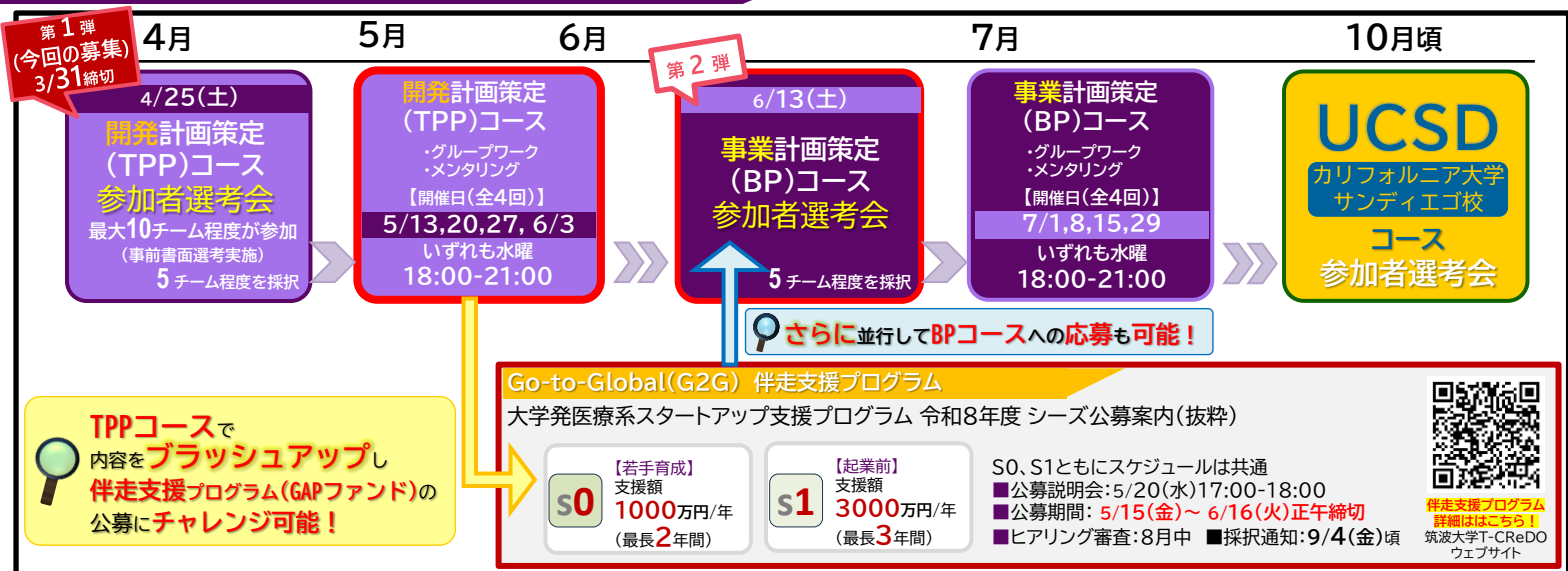 第1弾
(今回の募集)
3/31締切
4月
5月
6月
7月
10月頃
4/25(土)
開発計画策定
(TPP)コース
参加者選考会
最大10チーム程度が参加
(事前書面選考実施)
5 チーム程度を採択
開発計画策定
(TPP)コース
・グループワーク
・メンタリング
【開催日(全4回)】
5/13,20,27, 6/3
いずれも水曜
18:00-21:00
第2弾
6/13(土)
事業計画策定
(BP)コース
参加者選考会
5 チーム程度を採択
事業計画策定
(BP)コース
・グループワーク
・メンタリング
【開催日(全4回)】
7/1,8,15,29
いずれも水曜
18:00-21:00
UCSD
カリフォルニア大学
サンディエゴ校
コース
参加者選考会
さらに並行してBPコースへの応募も可能！
TPPコースで
内容をブラッシュアップし
伴走支援プログラム(GAPファンド)の
公募にチャレンジ可能！
Go-to-Global(G2G) 伴走支援プログラム
大学発医療系スタートアップ支援プログラム 令和8年度 シーズ公募案内(抜粋)
S0
【若手育成】
支援額
1000万円/年
(最長2年間)
S1
【起業前】
支援額
3000万円/年
(最長3年間)
S0、S1ともにスケジュールは共通
■公募説明会:5/20(水)17:00-18:00
■公募期間: 5/15(金)～ 6/16(火)正午締切
■ヒアリング審査:8月中 ■採択通知:9/4(金)頃
伴走支援プログラム
詳細ははこちら！
筑波大学T-CReDO
ウェブサイト